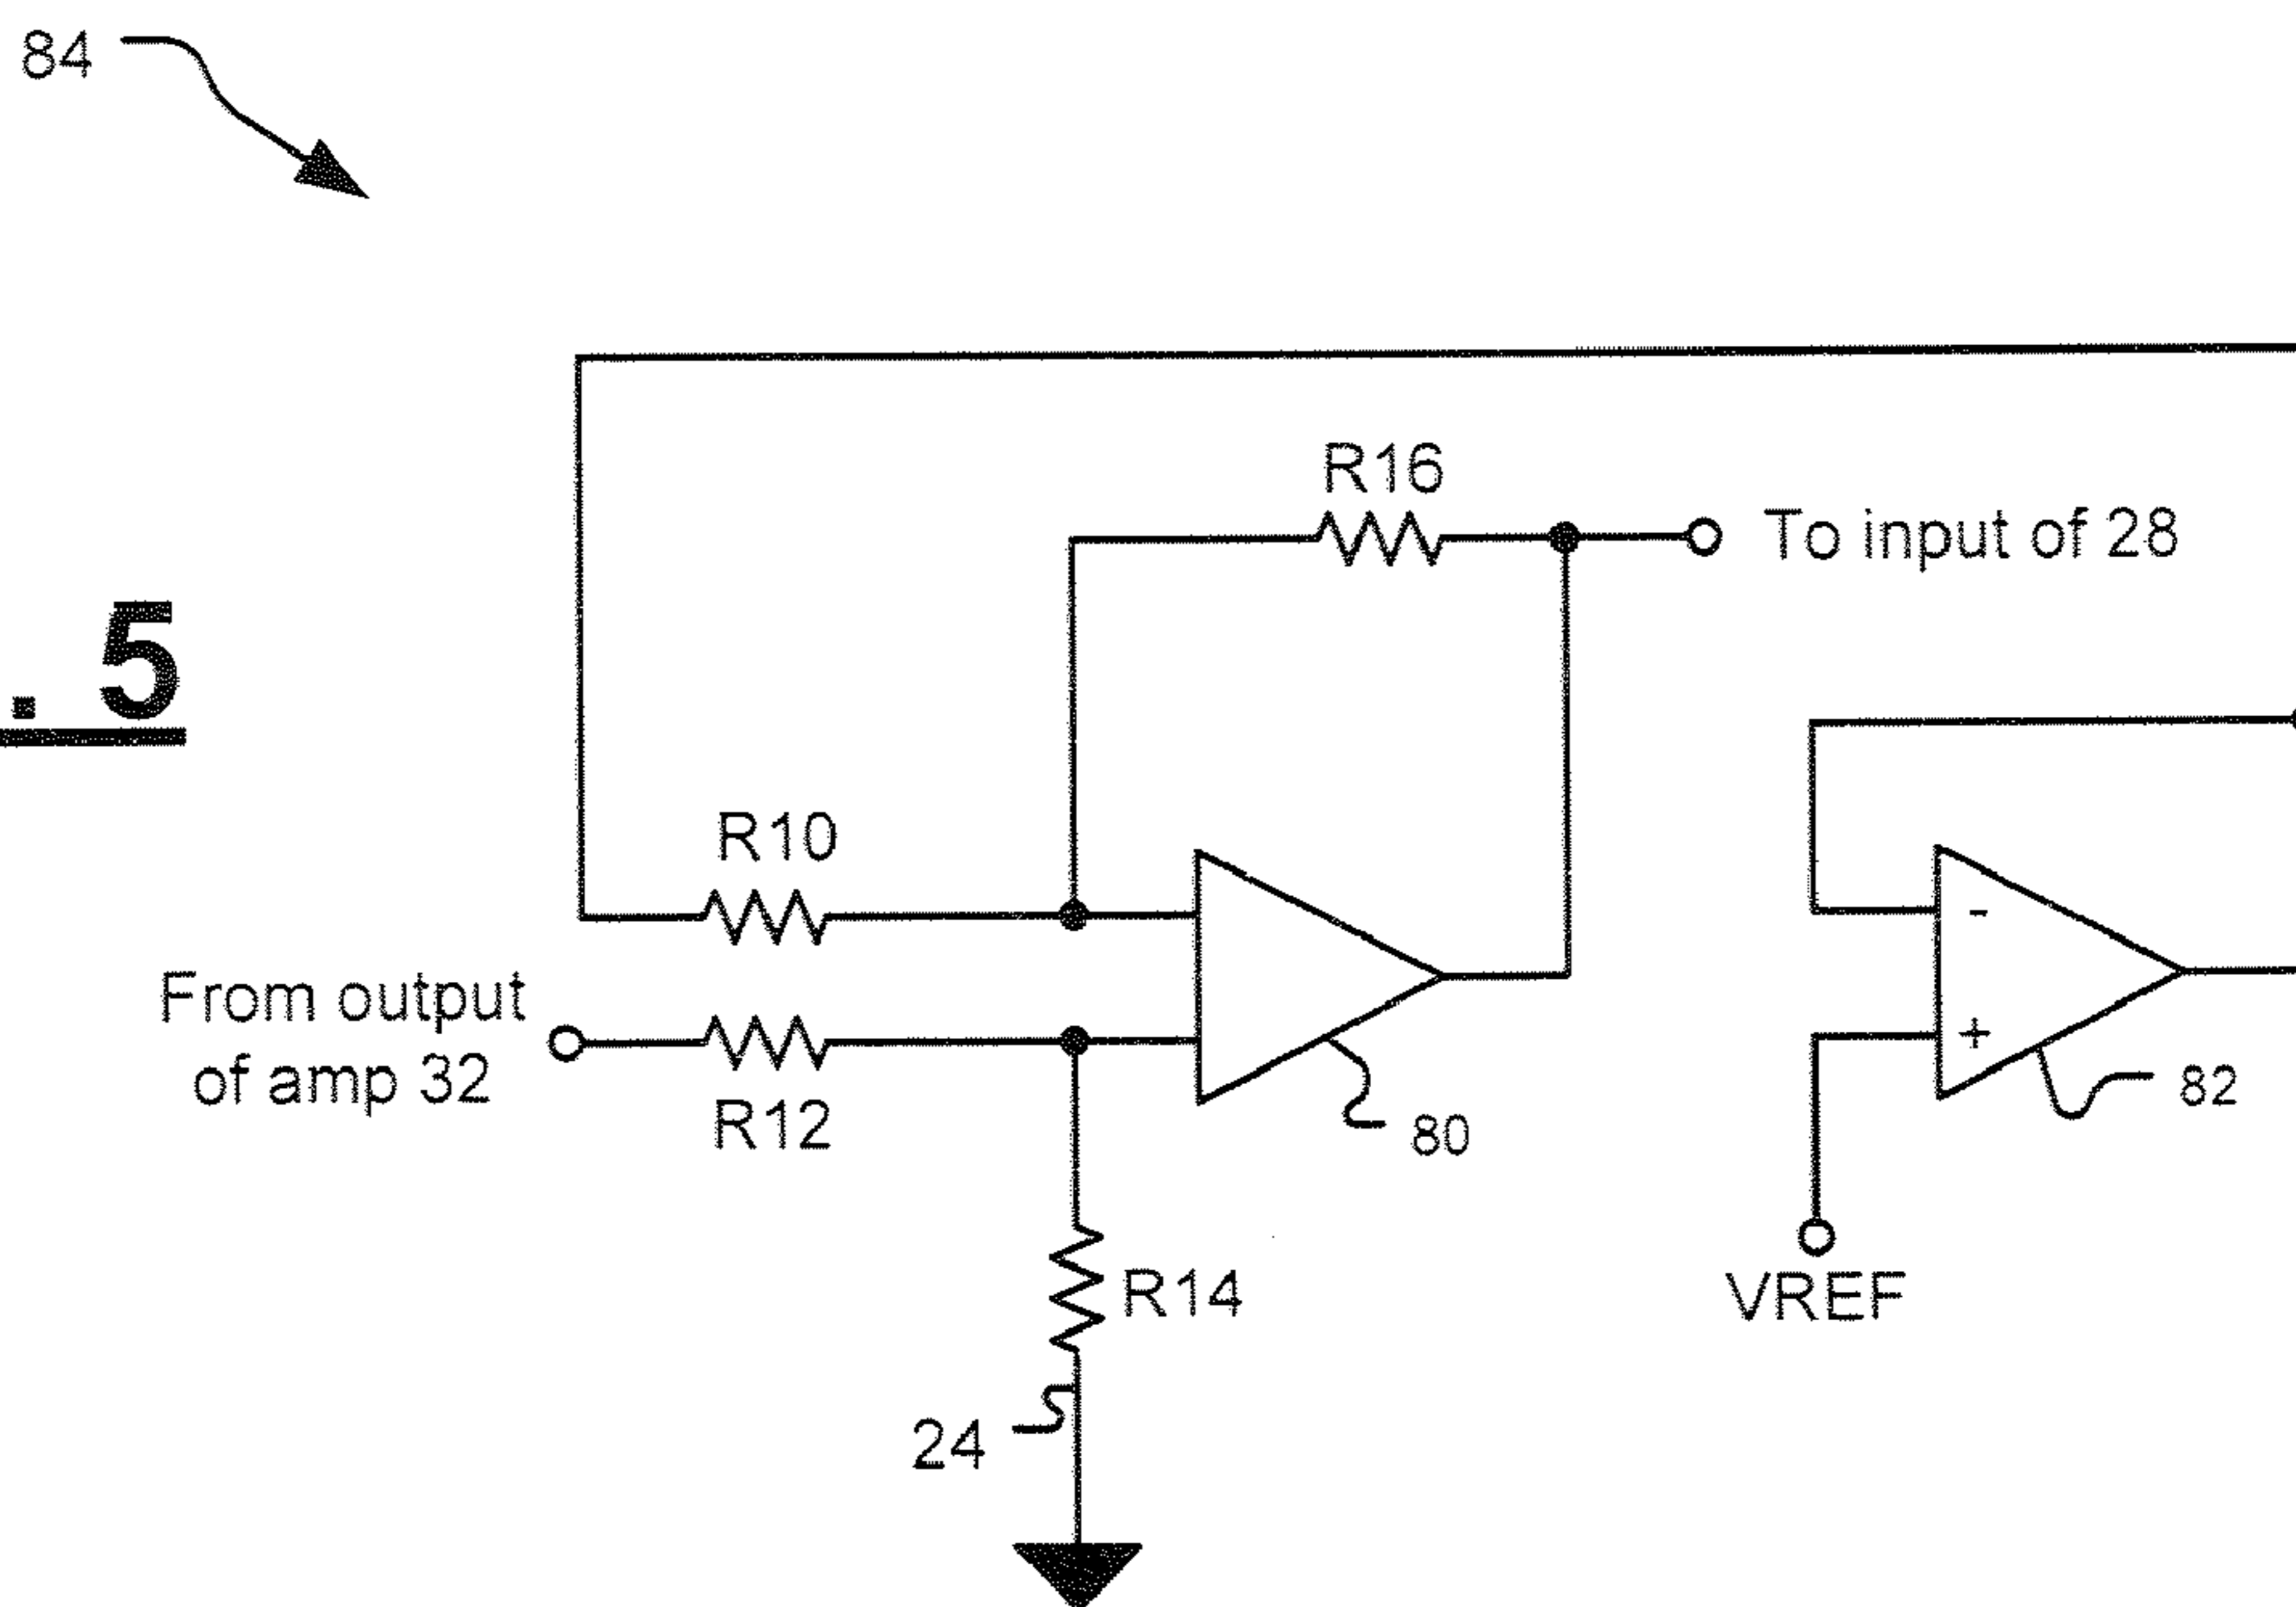 84
R16
To input of 28
. 5
R10
-
From output
of amp 32
+
82
R12
80
R14
VREF
24